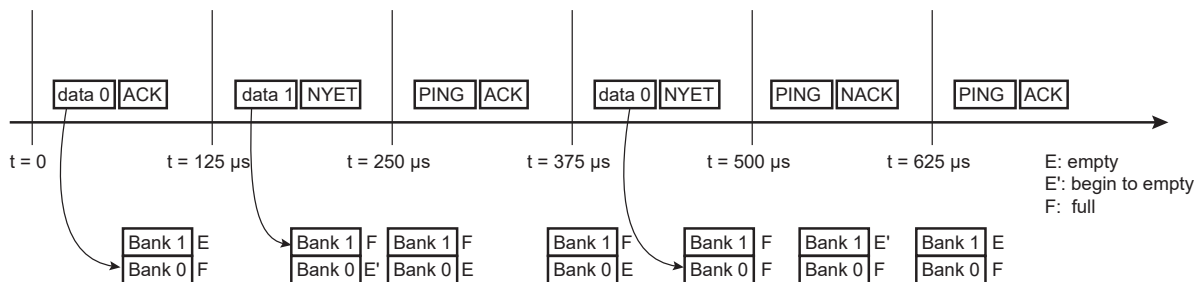 data 0 ACK data 1 NYET PING ACK data 0 NYET PING NACK PING ACK
t = 0 t = 125 μs t = 250 μs t = 375 μs t = 500 μs t = 625 μs
E: empty
E': begin to empty
F: full
Bank 1 E Bank 1 F Bank 1 F Bank 1 F Bank 1 F Bank 1 E' Bank 1 E
Bank 0 F Bank 0 E' Bank 0 E Bank 0 E Bank 0 F Bank 0 F Bank 0 F